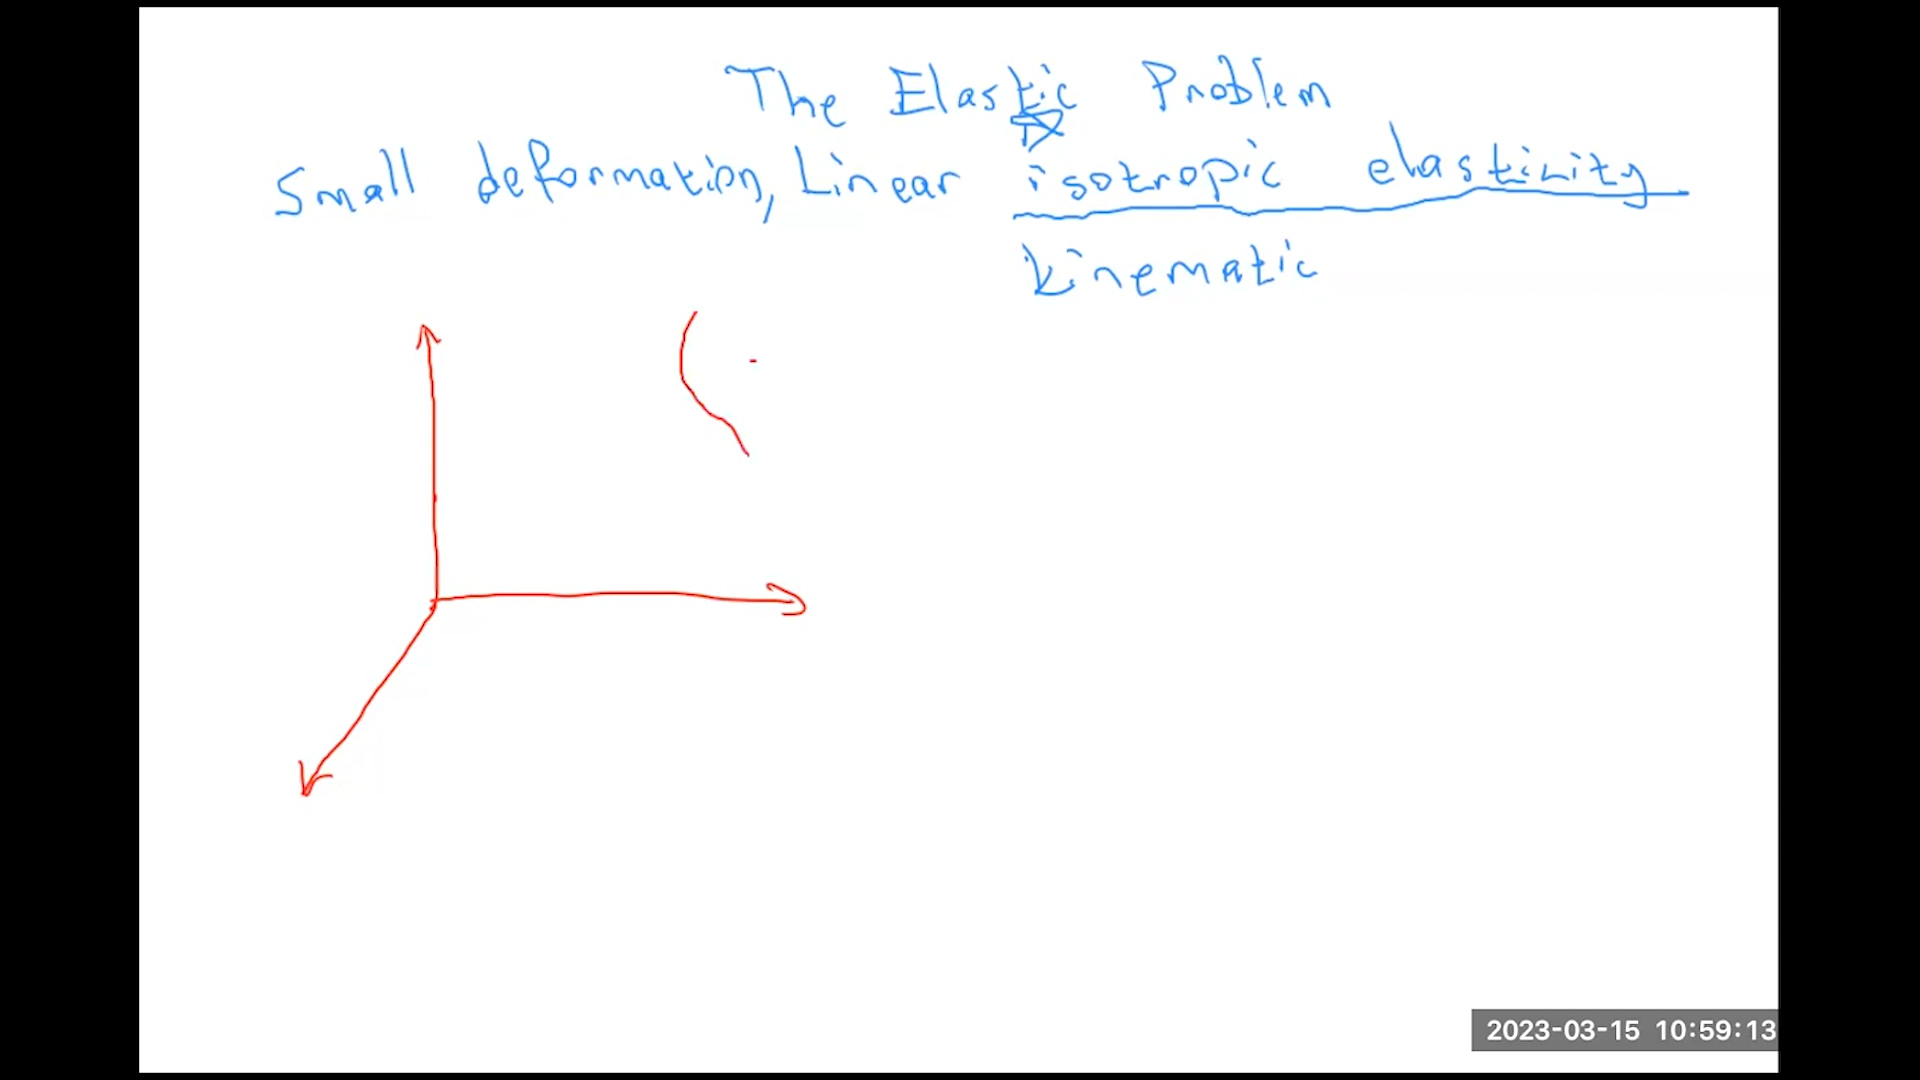 The Elastic Problem
Small deformation, Linear isotropic elasticity
kinematic
2023-03-15 10:59:13